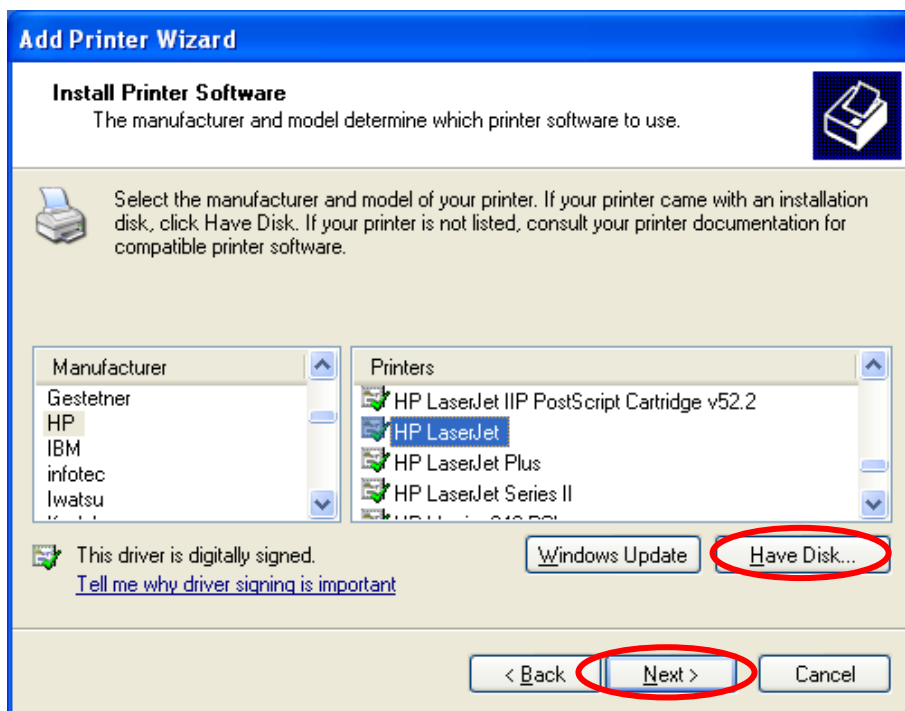 Add Printer Wizard
Install Printer Software
The manufacturer and model determine which printer software to use.
Select the manufacturer and model of your printer. If your printer came with an installation
disk, click Have Disk. If your printer is not listed, consult your printer documentation for
compatible printer software.
Manufacturer
Gestetner
HP
IBM
infotec
Iwatsu
Printers
HP LaserJet IIP PostScript Cartridge v52.2
HP LaserJet
HP LaserJet Plus
HP LaserJet Series II
This driver is digitally signed.
Tell me why driver signing is important
Windows Update
Have Disk...
< Back
Next >
Cancel